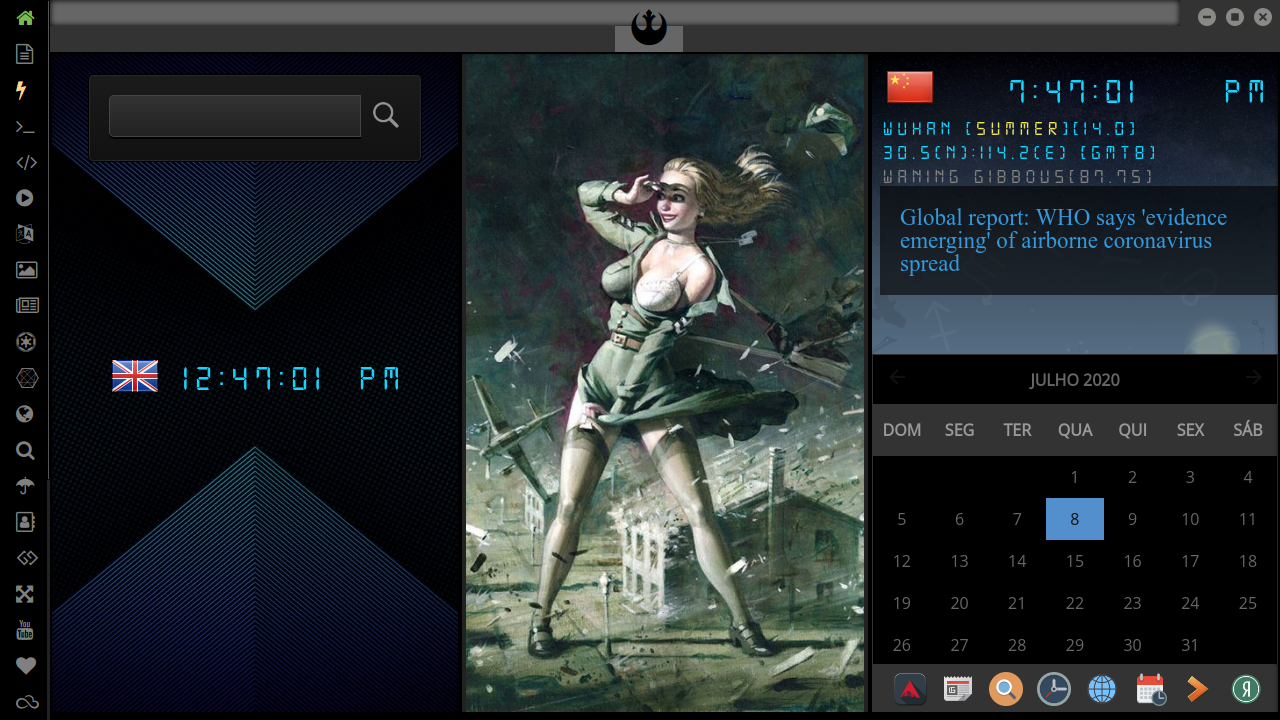 7:47:01 PM
WUHAN (SUMMER)(14.0)
30.5(N):114.2(E) (GMT8)
WANING GIBBOUS(87.75)
Global report: WHO says 'evidence
emerging' of airborne coronavirus
spread
12:47:01 PM
JULHO 2020
DOM SEG TER QUA QUI SEX SÁB
1 2 3 4
5 6 7 8 9 10 11
12 13 14 15 16 17 18
19 20 21 22 23 24 25
26 27 28 29 30 31
You
Tube
Я